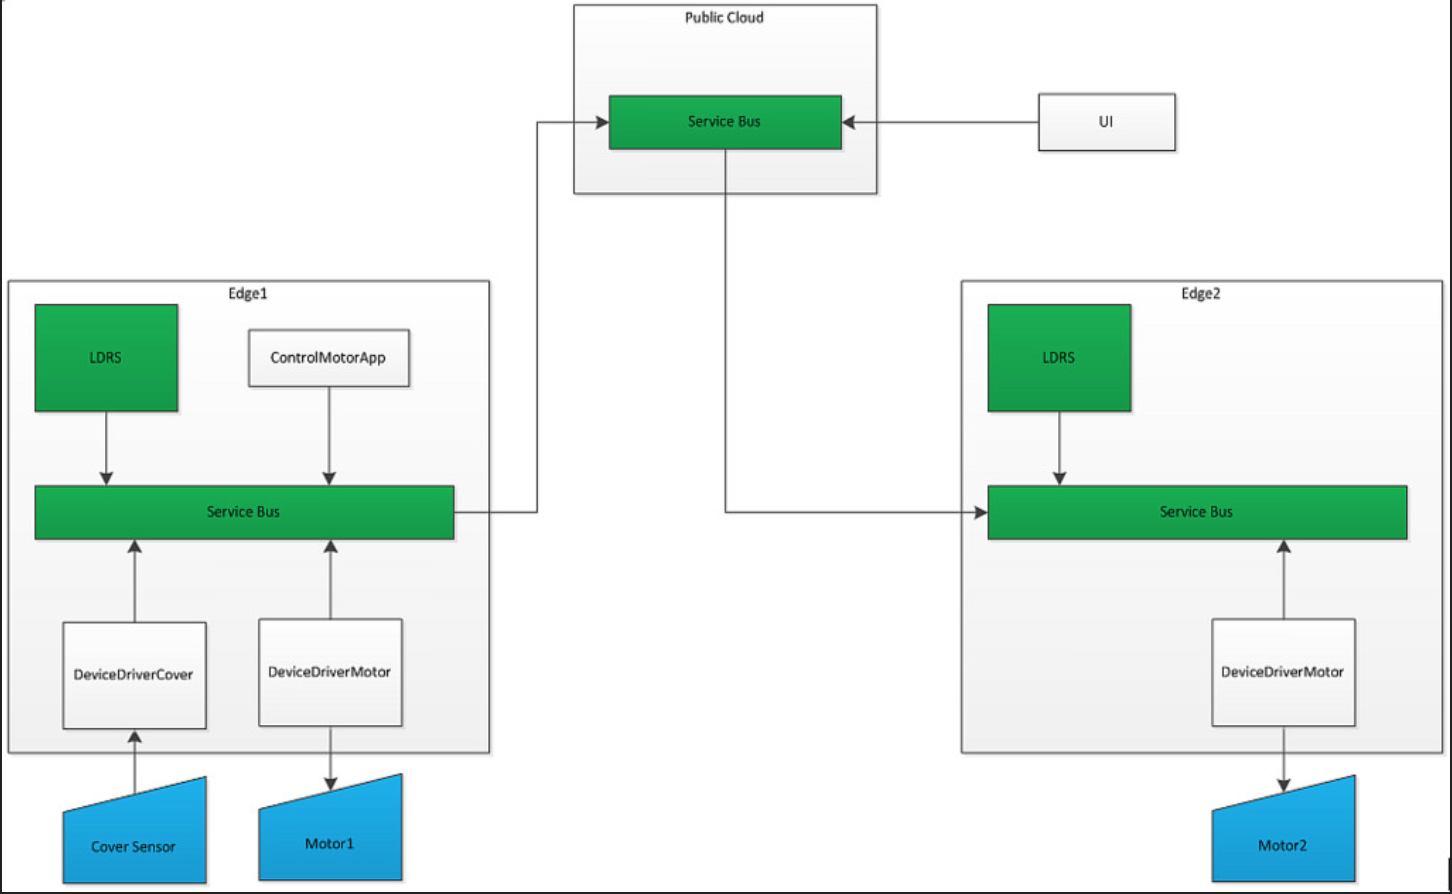 Public Cloud
Service Bus
UI
Edge1
LDRS
ControlMotorApp
Service Bus
DeviceDriverCover
DeviceDriverMotor
Cover Sensor
Motor1
Edge2
LDRS
Service Bus
DeviceDriverMotor
Motor2